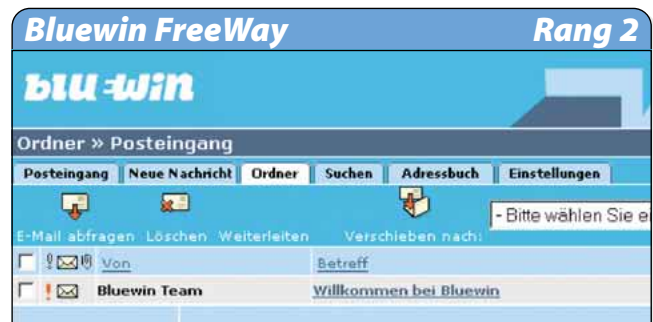 Bluewin FreeWay Rang 2
bluewin
Ordner » Posteingang
Posteingang Neue Nachricht Ordner Suchen Adressbuch Einstellungen
- Bitte wählen Sie ei
E-Mail abfragen Löschen Weiterleiten Verschieben nach:
Von Betreff
Bluewin Team Willkommen bei Bluewin